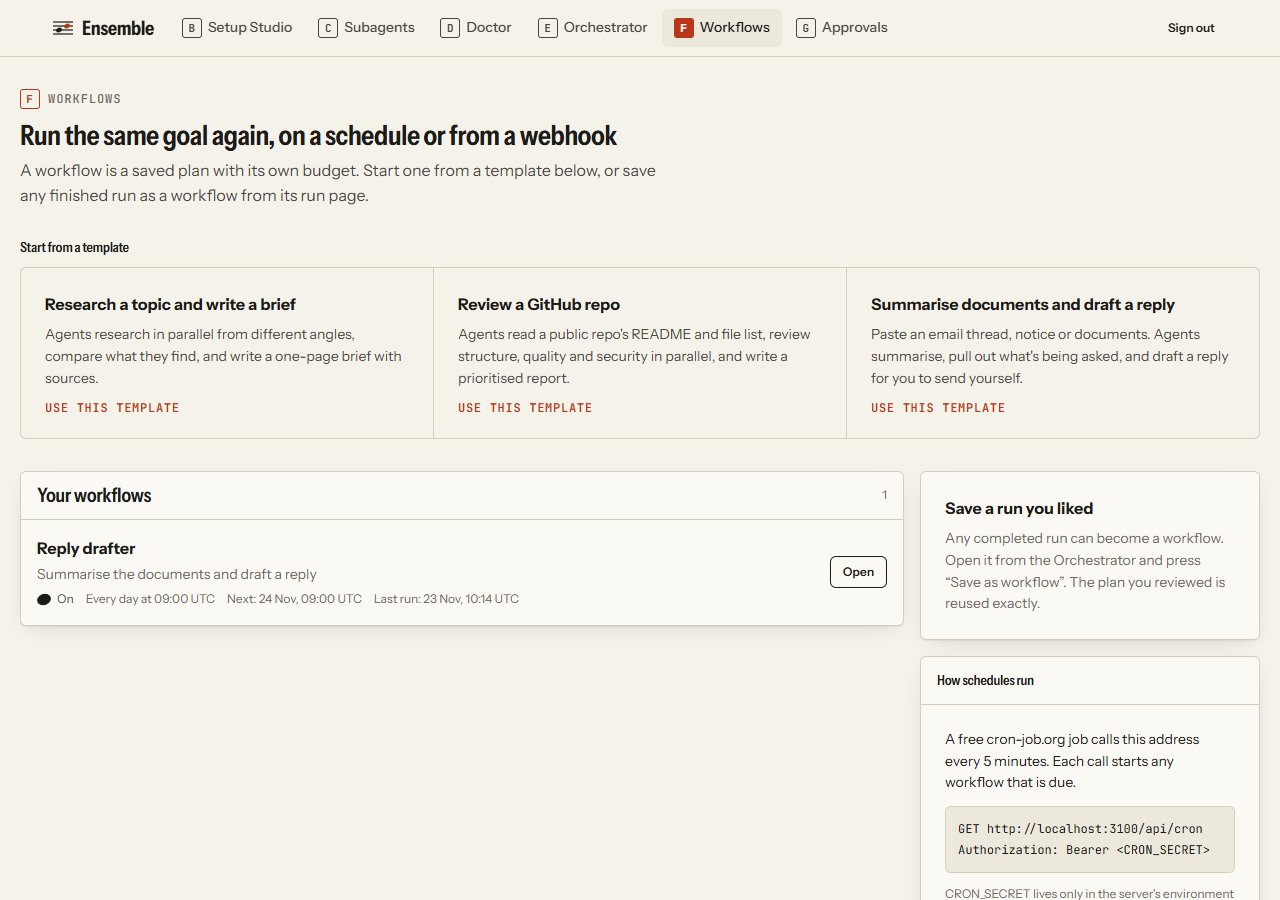 Ensemble
B Setup Studio
C Subagents
D Doctor
E Orchestrator
F Workflows
G Approvals
Sign out
F WORKFLOWS
Run the same goal again, on a schedule or from a webhook
A workflow is a saved plan with its own budget. Start one from a template below, or save
any finished run as a workflow from its run page.
Start from a template
Research a topic and write a brief
Agents research in parallel from different angles,
compare what they find, and write a one-page brief with
sources.
USE THIS TEMPLATE
Review a GitHub repo
Agents read a public repo's README and file list, review
structure, quality and security in parallel, and write a
prioritised report.
USE THIS TEMPLATE
Summarise documents and draft a reply
Paste an email thread, notice or documents. Agents
summarise, pull out what's being asked, and draft a reply
for you to send yourself.
USE THIS TEMPLATE
Your workflows
1
Reply drafter
Summarise the documents and draft a reply
On Every day at 09:00 UTC Next: 24 Nov, 09:00 UTC Last run: 23 Nov, 10:14 UTC
Open
Save a run you liked
Any completed run can become a workflow.
Open it from the Orchestrator and press
“Save as workflow”. The plan you reviewed is
reused exactly.
How schedules run
A free cron-job.org job calls this address
every 5 minutes. Each call starts any
workflow that is due.
GET http://localhost:3100/api/cron
Authorization: Bearer <CRON_SECRET>
CRON_SECRET lives only in the server's environment